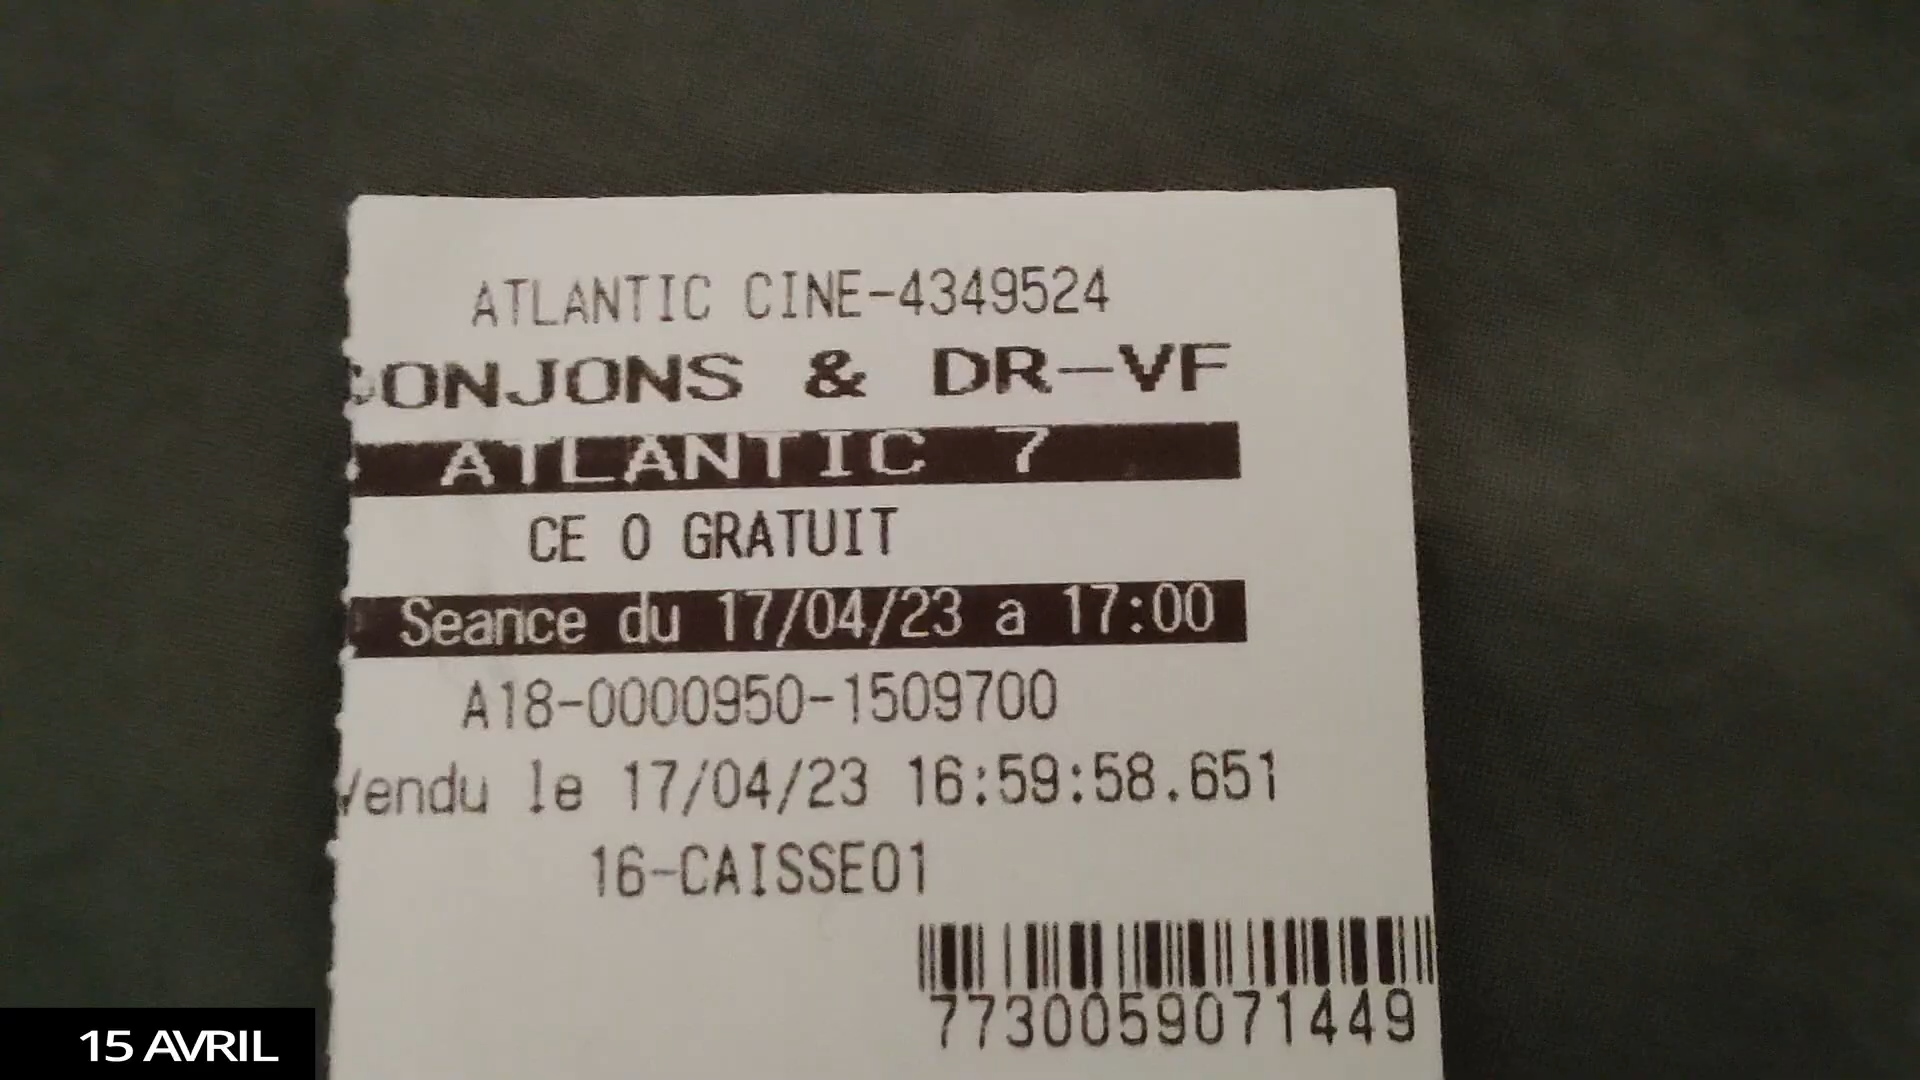 ATLANTIC CINE-4349524
DONJONS & DR-VF
ATLANTIC 7
CE 0 GRATUIT
Seance du 17/04/23 a 17:00
A18-0000950-1509700
Vendu le 17/04/23 16:59:58.651
16-CAISSE01
7730059071449
15 AVRIL